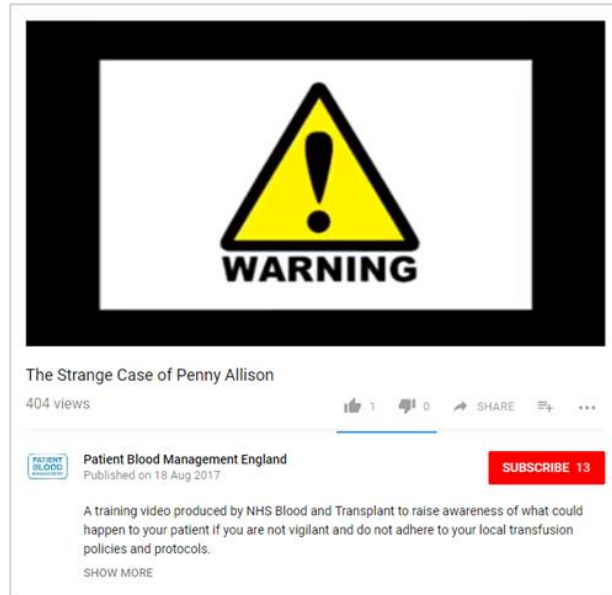 WARNING
The Strange Case of Penny Allison
404 views
1 0 SHARE
PATIENT
BLOOD
Patient Blood Management England
Published on 18 Aug 2017
SUBSCRIBE 13
A training video produced by NHS Blood and Transplant to raise awareness of what could
happen to your patient if you are not vigilant and do not adhere to your local transfusion
policies and protocols.
SHOW MORE